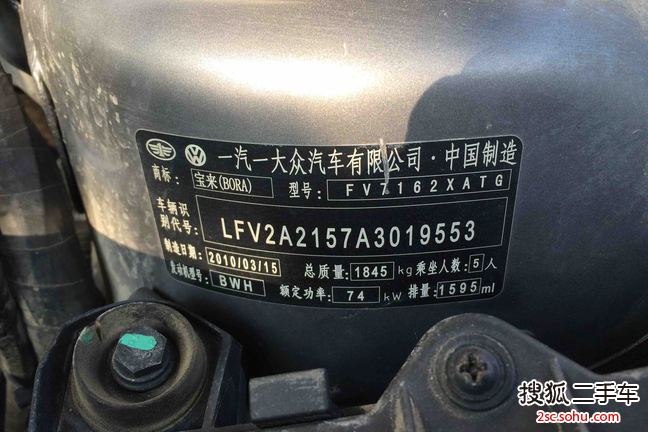 一汽一大众汽车有限公司·中国制造
商标: 宝来(BORA) 型号: FV7162XATG
车辆识
别代号: LFV2A2157A3019553
制造日期: 2010/03/15 总质量: 1845 kg 乘坐人数: 5 人
发动机型号: BWH 额定功率: 74 kW 排量: 1595 ml
搜狐二手车
2sc.sohu.com